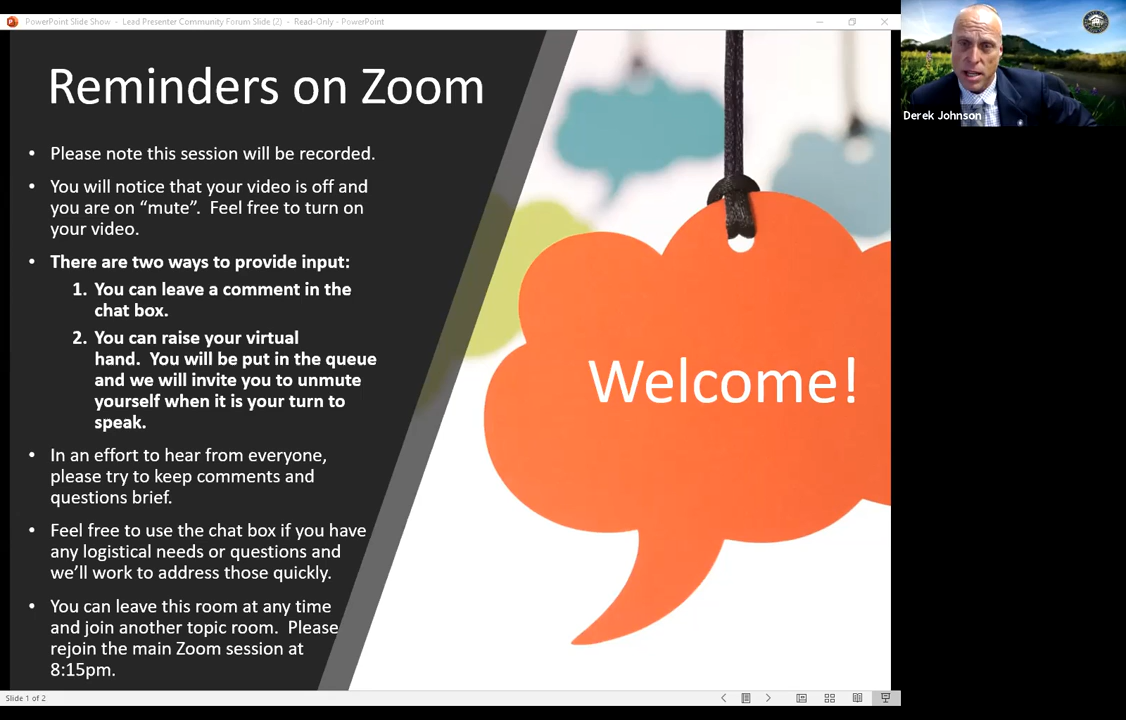 PowerPoint Slide Show - Lead Presenter Community Forum Slide (2) - Read-Only - PowerPoint
Reminders on Zoom
• Please note this session will be recorded.
• You will notice that your video is off and
you are on “mute”. Feel free to turn on
your video.
• There are two ways to provide input:
1. You can leave a comment in the
chat box.
2. You can raise your virtual
hand. You will be put in the queue
and we will invite you to unmute
yourself when it is your turn to
speak.
• In an effort to hear from everyone,
please try to keep comments and
questions brief.
• Feel free to use the chat box if you have
any logistical needs or questions and
we’ll work to address those quickly.
• You can leave this room at any time
and join another topic room. Please
rejoin the main Zoom session at
8:15pm.
Welcome!
Derek Johnson
Slide 1 of 2